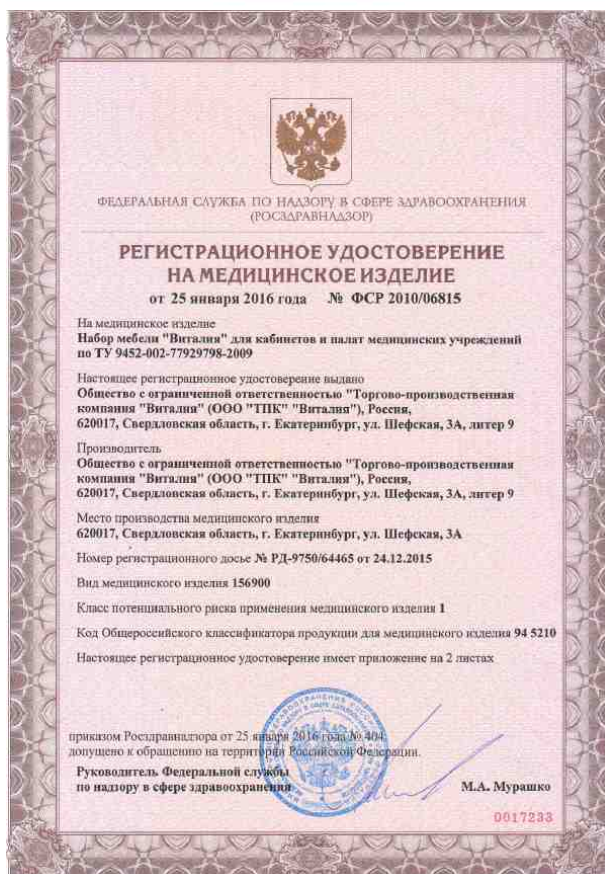 ФЕДЕРАЛЬНАЯ СЛУЖБА ПО НАДЗОРУ В СФЕРЕ ЗДРАВООХРАНЕНИЯ
(РОСЗДРАВНАДЗОР)
РЕГИСТРАЦИОННОЕ УДОСТОВЕРЕНИЕ
НА МЕДИЦИНСКОЕ ИЗДЕЛИЕ
от 25 января 2016 года № ФСР 2010/06815
На медицинское изделие
Набор мебели "Виталия" для кабинетов и палат медицинских учреждений
по ТУ 9452-002-77929798-2009
Настоящее регистрационное удостоверение выдано
Общество с ограниченной ответственностью "Торгово-производственная
компания "Виталия" (ООО "ТПК" "Виталия"), Россия,
620017, Свердловская область, г. Екатеринбург, ул. Шефская, 3А, литер 9
Производитель
Общество с ограниченной ответственностью "Торгово-производственная
компания "Виталия" (ООО "ТПК" "Виталия"), Россия,
620017, Свердловская область, г. Екатеринбург, ул. Шефская, 3А, литер 9
Место производства медицинского изделия
620017, Свердловская область, г. Екатеринбург, ул. Шефская, 3А
Номер регистрационного досье № РД-9750/64465 от 24.12.2015
Вид медицинского изделия 156900
Класс потенциального риска применения медицинского изделия 1
Код Общероссийского классификатора продукции для медицинского изделия 94 5210
Настоящее регистрационное удостоверение имеет приложение на 2 листах
приказом Росздравнадзора от 25 января 2016 года № 404
допущено к обращению на территории Российской Федерации.
Руководитель Федеральной службы
по надзору в сфере здравоохранения М.А. Мурашко
0017233